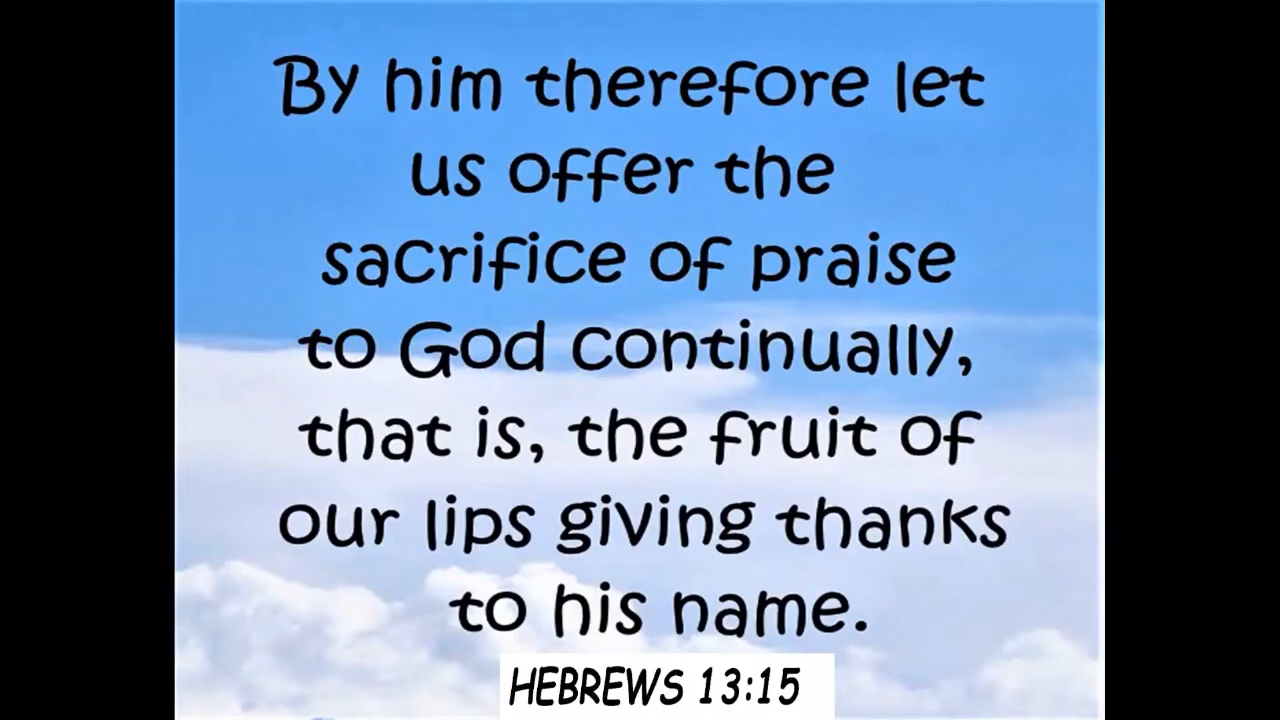 By him therefore let
us offer the
sacrifice of praise
to God continually,
that is, the fruit of
our lips giving thanks
to his name.
HEBREWS 13:15